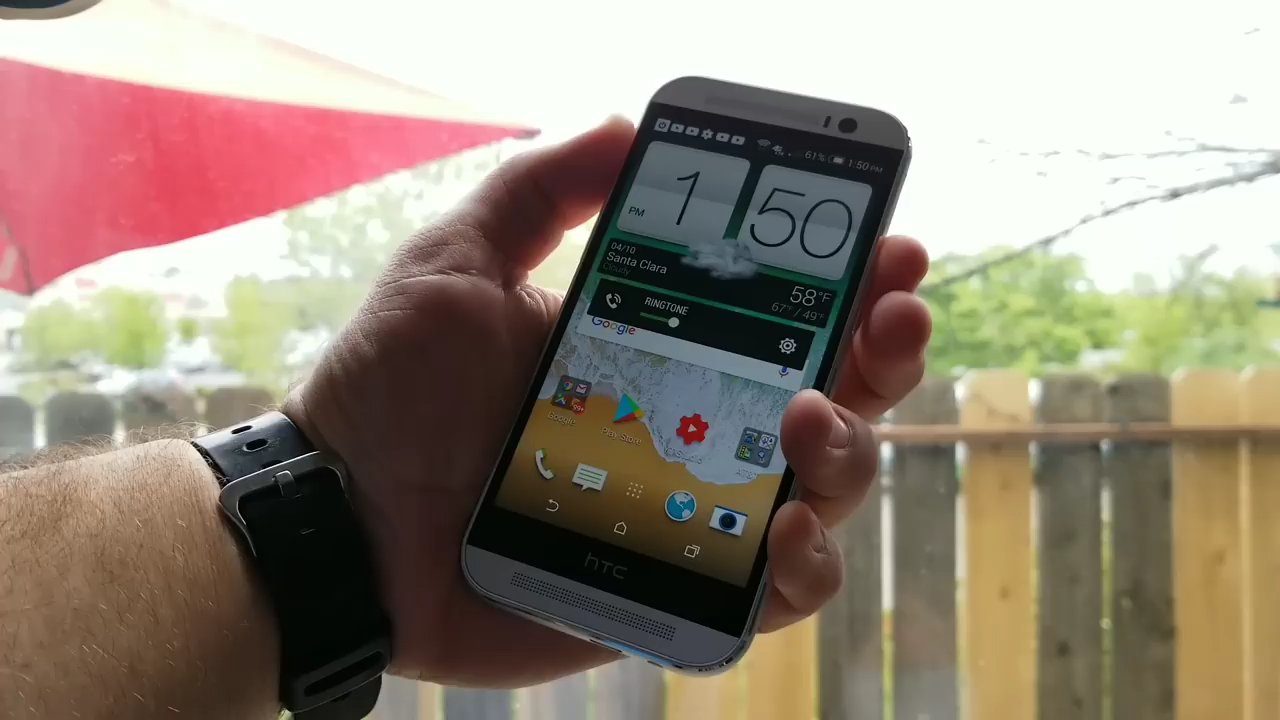 61% 1:50 PM
1 50
PM
04/10
Santa Clara
Cloudy
58°F
67° / 49°F
RINGTONE
Google
Google
Play Store
AT&T
hTC